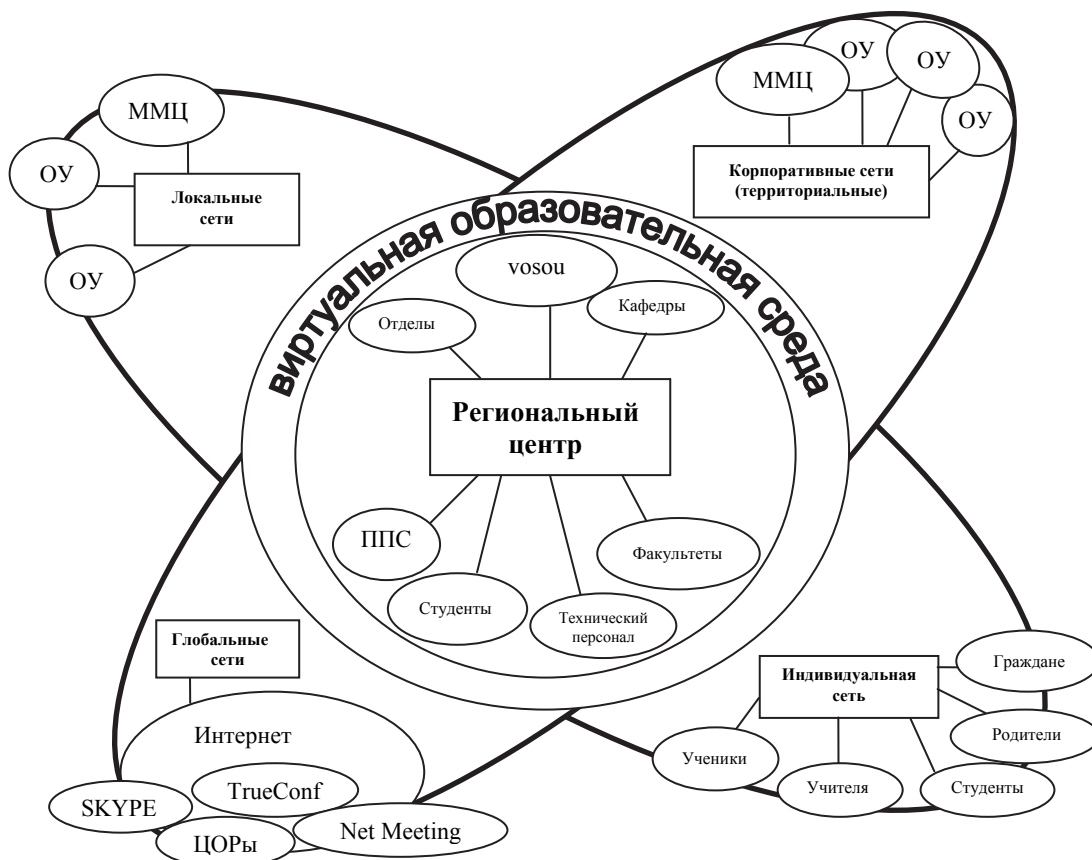 ММЦ
ОУ
ОУ
Локальные
сети
ММЦ
ОУ
ОУ
ОУ
Корпоративные сети
(территориальные)
виртуальная образовательная среда
vosou
Отделы
Кафедры
Региональный
центр
ППС
Студенты
Технический
персонал
Факультеты
Глобальные
сети
Интернет
TrueConf
SKYPE
ЦОРы
Net Meeting
Индивидуальная
сеть
Граждане
Родители
Студенты
Учителя
Ученики